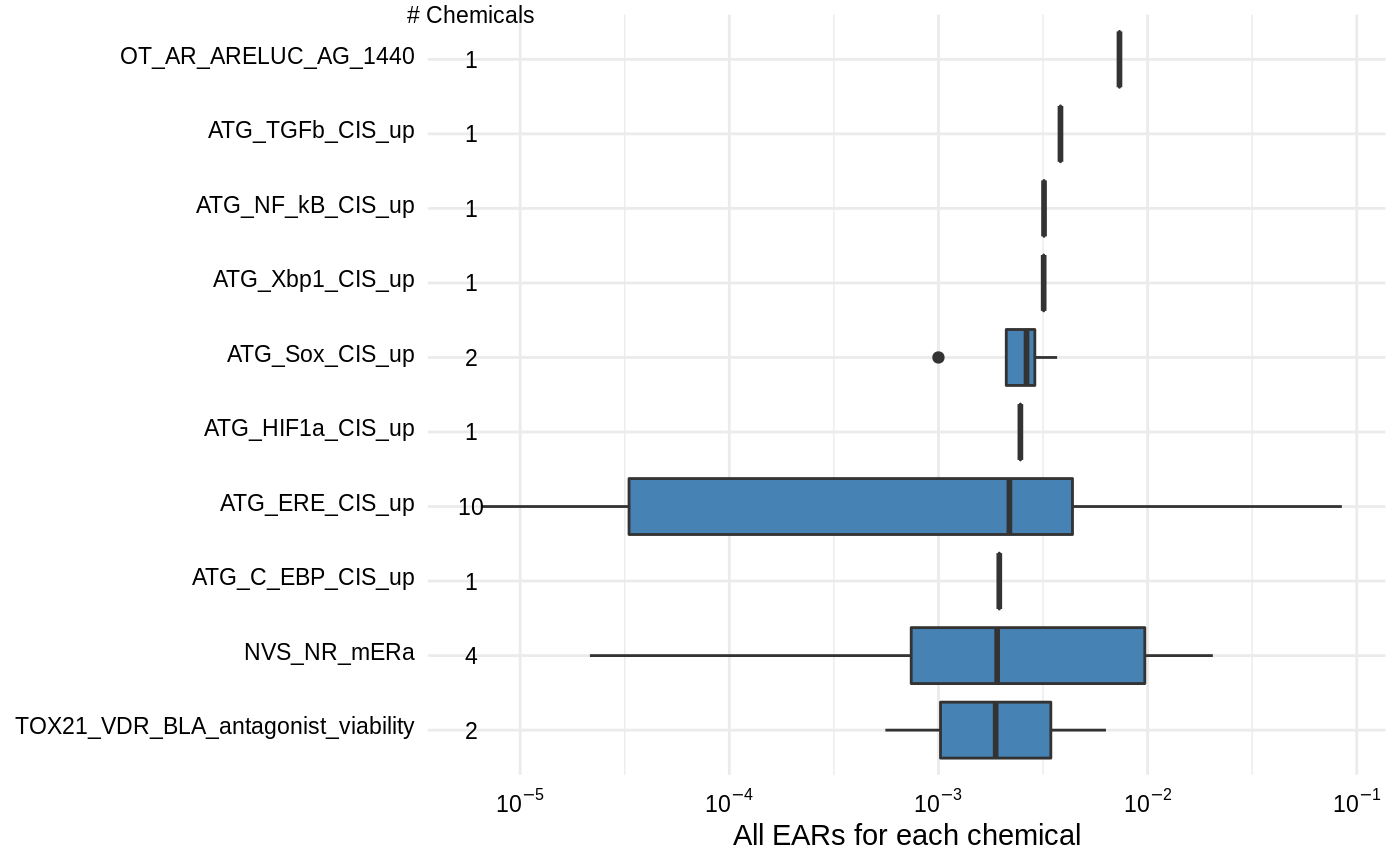 # Chemicals
OT_AR_ARELUC_AG_1440 1
ATG_TGFb_CIS_up 1
ATG_NF_kB_CIS_up 1
ATG_Xbp1_CIS_up 1
ATG_Sox_CIS_up 2
ATG_HIF1a_CIS_up 1
ATG_ERE_CIS_up 10
ATG_C_EBP_CIS_up 1
NVS_NR_mERa 4
TOX21_VDR_BLA_antagonist_viability 2
10⁻⁵ 10⁻⁴ 10⁻³ 10⁻² 10⁻¹
All EARs for each chemical